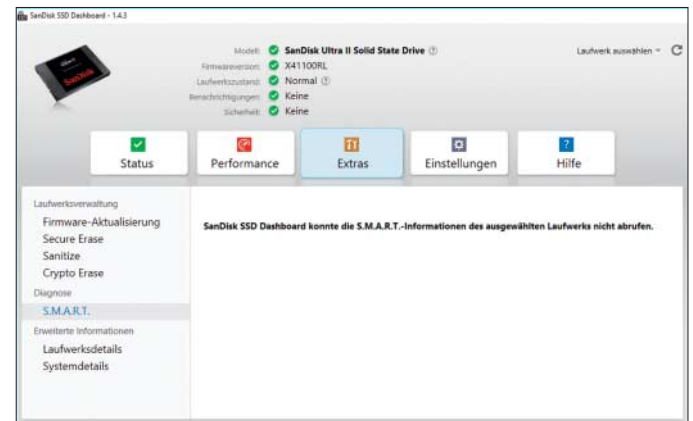 SanDisk SSD Dashboard - 1.4.3
SanDisk
Modell: SanDisk Ultra II Solid State Drive ?
Laufwerk auswählen
Firmwareversion: X41100RL
Laufwerkszustand: Normal ?
Benachrichtigungen: Keine
Sicherheit: Keine
Status
Performance
Extras
Einstellungen
?
Hilfe
Laufwerksverwaltung
Firmware-Aktualisierung
Secure Erase
Sanitize
Crypto Erase
Diagnose
S.M.A.R.T.
Erweiterte Informationen
Laufwerksdetails
Systemdetails
SanDisk SSD Dashboard konnte die S.M.A.R.T.-Informationen des ausgewählten Laufwerks nicht abrufen.